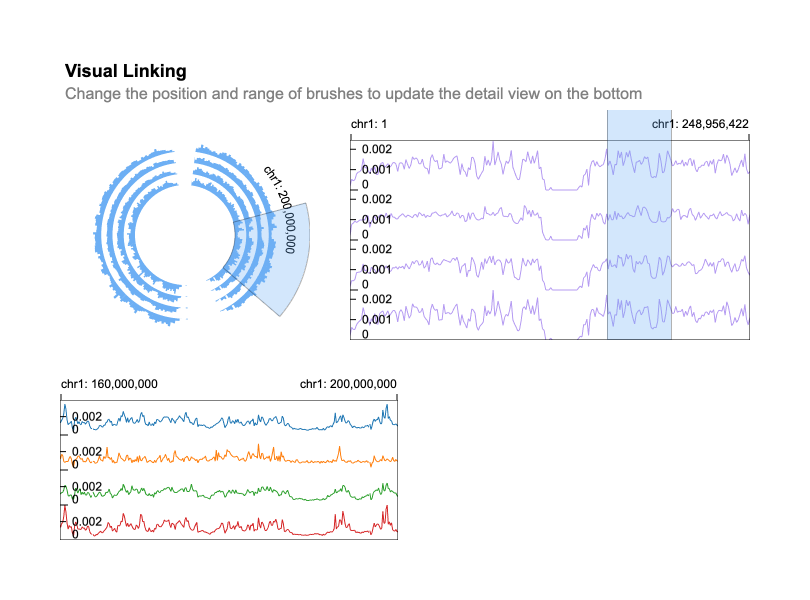 Visual Linking
Change the position and range of brushes to update the detail view on the bottom
chr1: 200,000,000
chr1: 1
chr1: 248,956,422
0.002
0.001
0
0.002
0.001
0
0.002
0.001
0
0.002
0.001
0
chr1: 160,000,000
chr1: 200,000,000
0.002
0
0.002
0
0.002
0
0.002
0